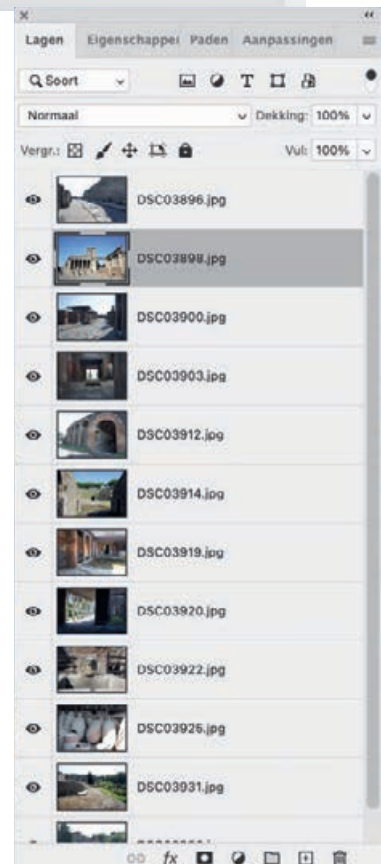 Lagen Eigenschappei Paden Aanpassingen
Soort
Normaal Dekking: 100%
Vergr.: Vul: 100%
DSC03896.jpg
DSC03898.jpg
DSC03900.jpg
DSC03903.jpg
DSC03912.jpg
DSC03914.jpg
DSC03919.jpg
DSC03920.jpg
DSC03922.jpg
DSC03925.jpg
DSC03931.jpg
fx